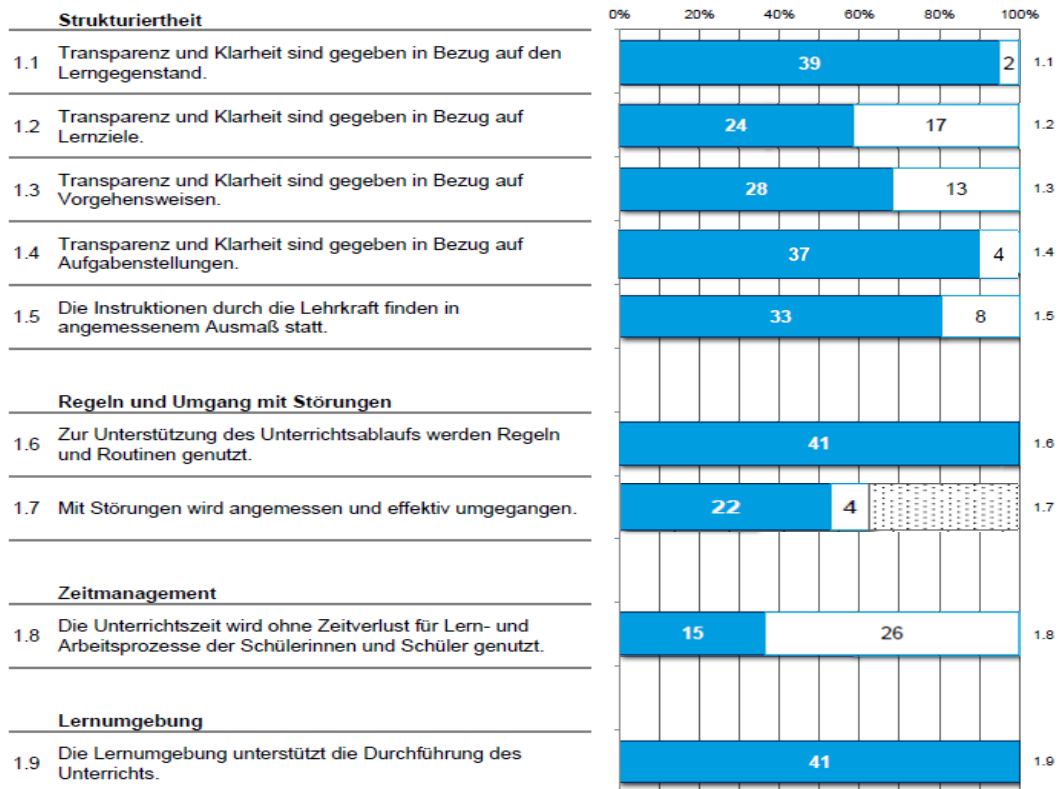 Strukturiertheit
0% 20% 40% 60% 80% 100%
1.1 Transparenz und Klarheit sind gegeben in Bezug auf den
Lerngegenstand.
39 2 1.1
1.2 Transparenz und Klarheit sind gegeben in Bezug auf
Lernziele.
24 17 1.2
1.3 Transparenz und Klarheit sind gegeben in Bezug auf
Vorgehensweisen.
28 13 1.3
1.4 Transparenz und Klarheit sind gegeben in Bezug auf
Aufgabenstellungen.
37 4 1.4
1.5 Die Instruktionen durch die Lehrkraft finden in
angemessenem Ausmaß statt.
33 8 1.5
Regeln und Umgang mit Störungen
1.6 Zur Unterstützung des Unterrichtsablaufs werden Regeln
und Routinen genutzt.
41 1.6
1.7 Mit Störungen wird angemessen und effektiv umgegangen.
22 4 1.7
Zeitmanagement
1.8 Die Unterrichtszeit wird ohne Zeitverlust für Lern- und
Arbeitsprozesse der Schülerinnen und Schüler genutzt.
15 26 1.8
Lernumgebung
1.9 Die Lernumgebung unterstützt die Durchführung des
Unterrichts.
41 1.9